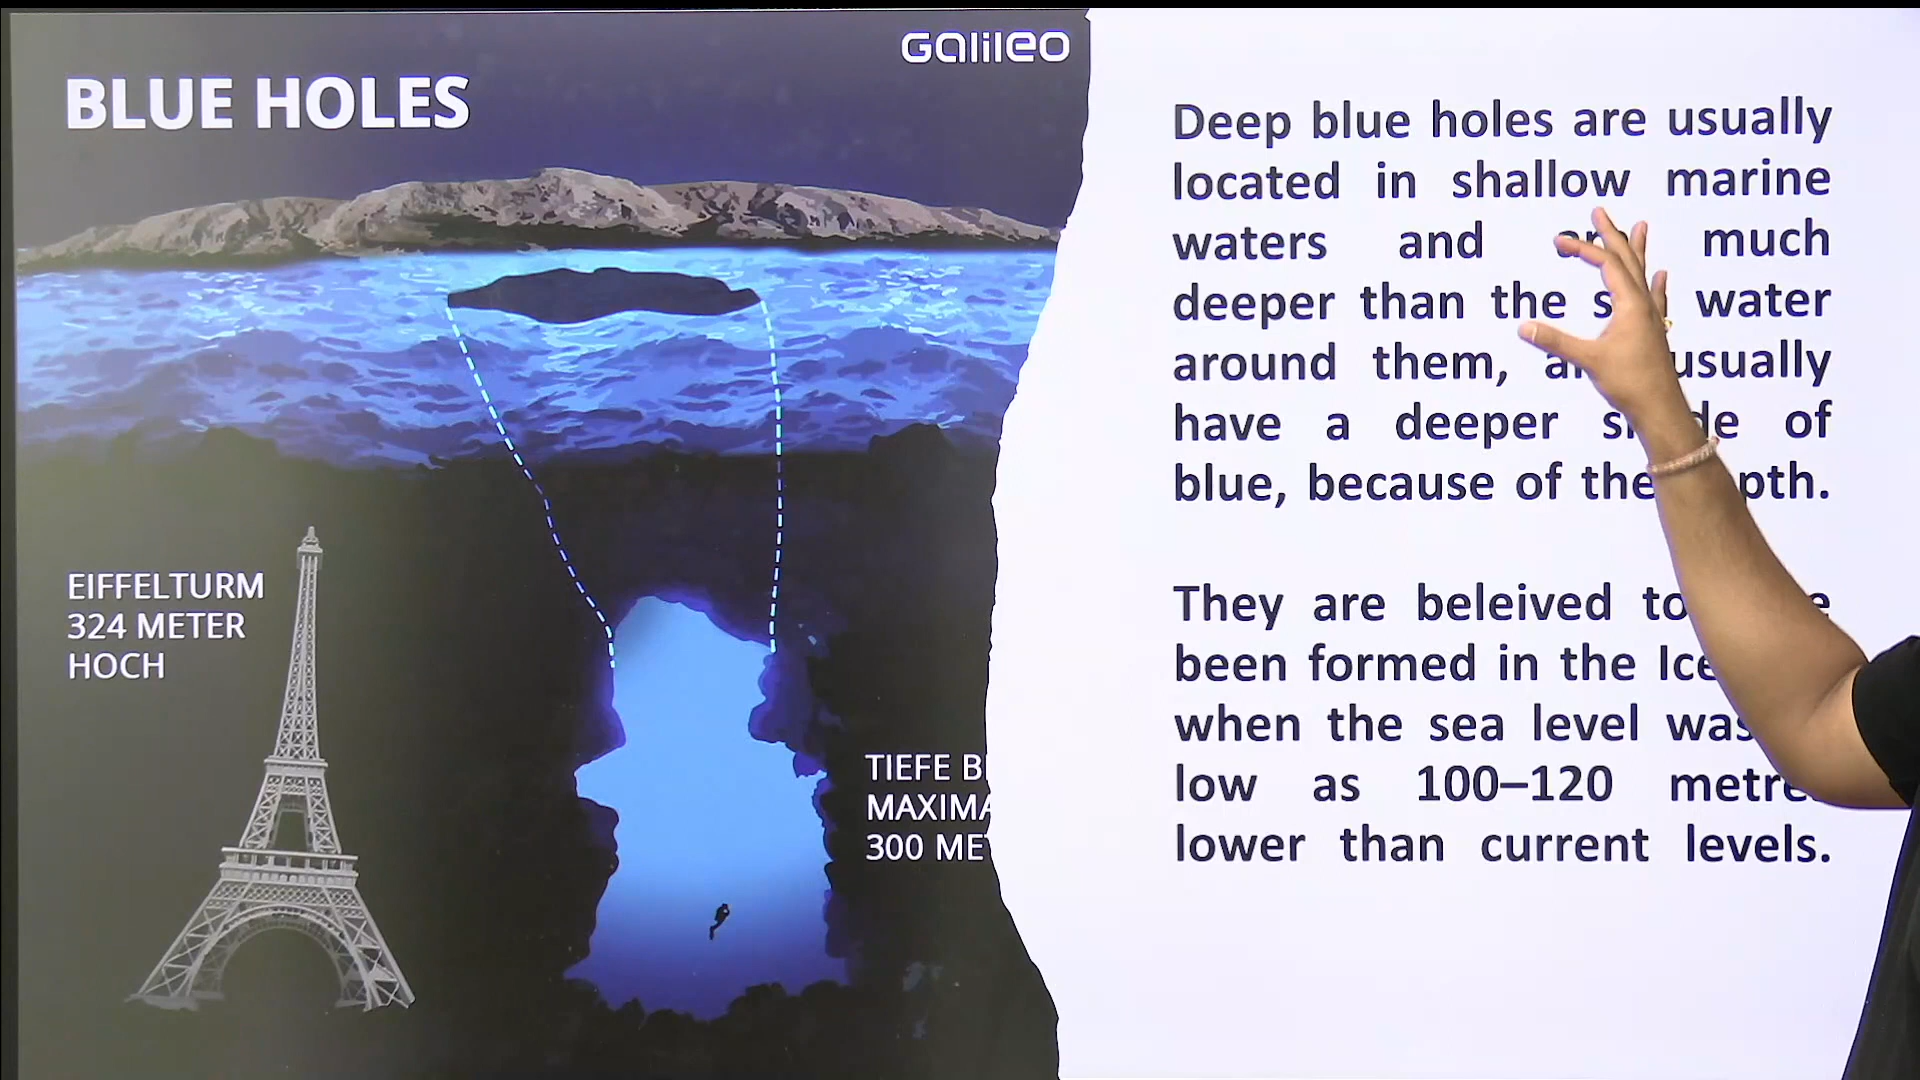 Galileo
BLUE HOLES
EIFFELTURM
324 METER
HOCH
TIEFE
300
Deep blue holes are usually
located in shallow marine
waters and much
deeper than the water
around them, usually
have a deeper of
blue, because of the
They are beleived to
been formed in the Ice
when the sea level was
low as 100–120
lower than current levels.